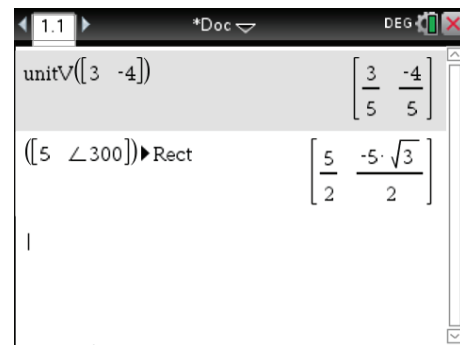 1.1 *Doc DEG
unitV([3 -4]) [3/5 -4/5]
([5 ∠300])▶Rect [5/2 -5·√3/2]